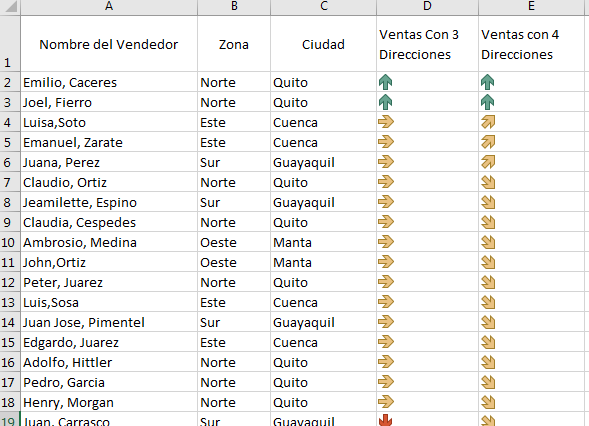 A B C D E
1 Nombre del Vendedor Zona Ciudad Ventas Con 3 Direcciones Ventas con 4 Direcciones
2 Emilio, Caceres Norte Quito
3 Joel, Fierro Norte Quito
4 Luisa,Soto Este Cuenca
5 Emanuel, Zarate Este Cuenca
6 Juana, Perez Sur Guayaquil
7 Claudio, Ortiz Norte Quito
8 Jeamilette, Espino Sur Guayaquil
9 Claudia, Cespedes Norte Quito
10 Ambrosio, Medina Oeste Manta
11 John,Ortiz Oeste Manta
12 Peter, Juarez Norte Quito
13 Luis,Sosa Este Cuenca
14 Juan Jose, Pimentel Sur Guayaquil
15 Edgardo, Juarez Este Cuenca
16 Adolfo, Hittler Norte Quito
17 Pedro, Garcia Norte Quito
18 Henry, Morgan Norte Quito
19 Juan, Carrasco Sur Guayaquil